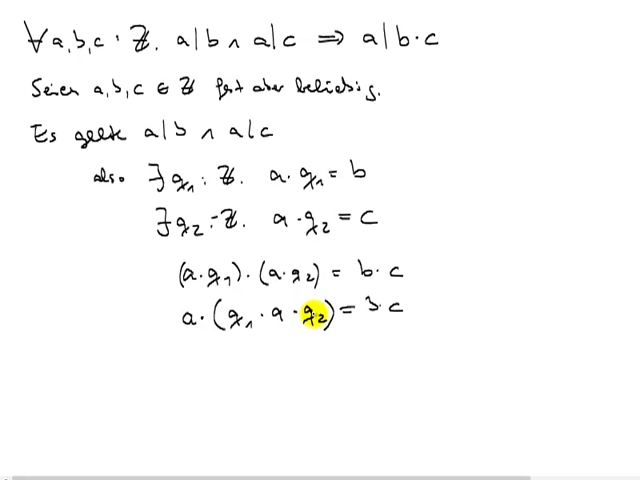 ∀a,b,c : ℤ. a|b ∧ a|c ⇒ a|b·c
Seien a,b,c ∈ ℤ fest aber beliebig.
Es gelte a|b ∧ a|c
also ∃q₁ : ℤ. a·q₁ = b
∃q₂ : ℤ. a·q₂ = c
(a·q₁)·(a·q₂) = b·c
a·(q₁·a·q₂) = b·c